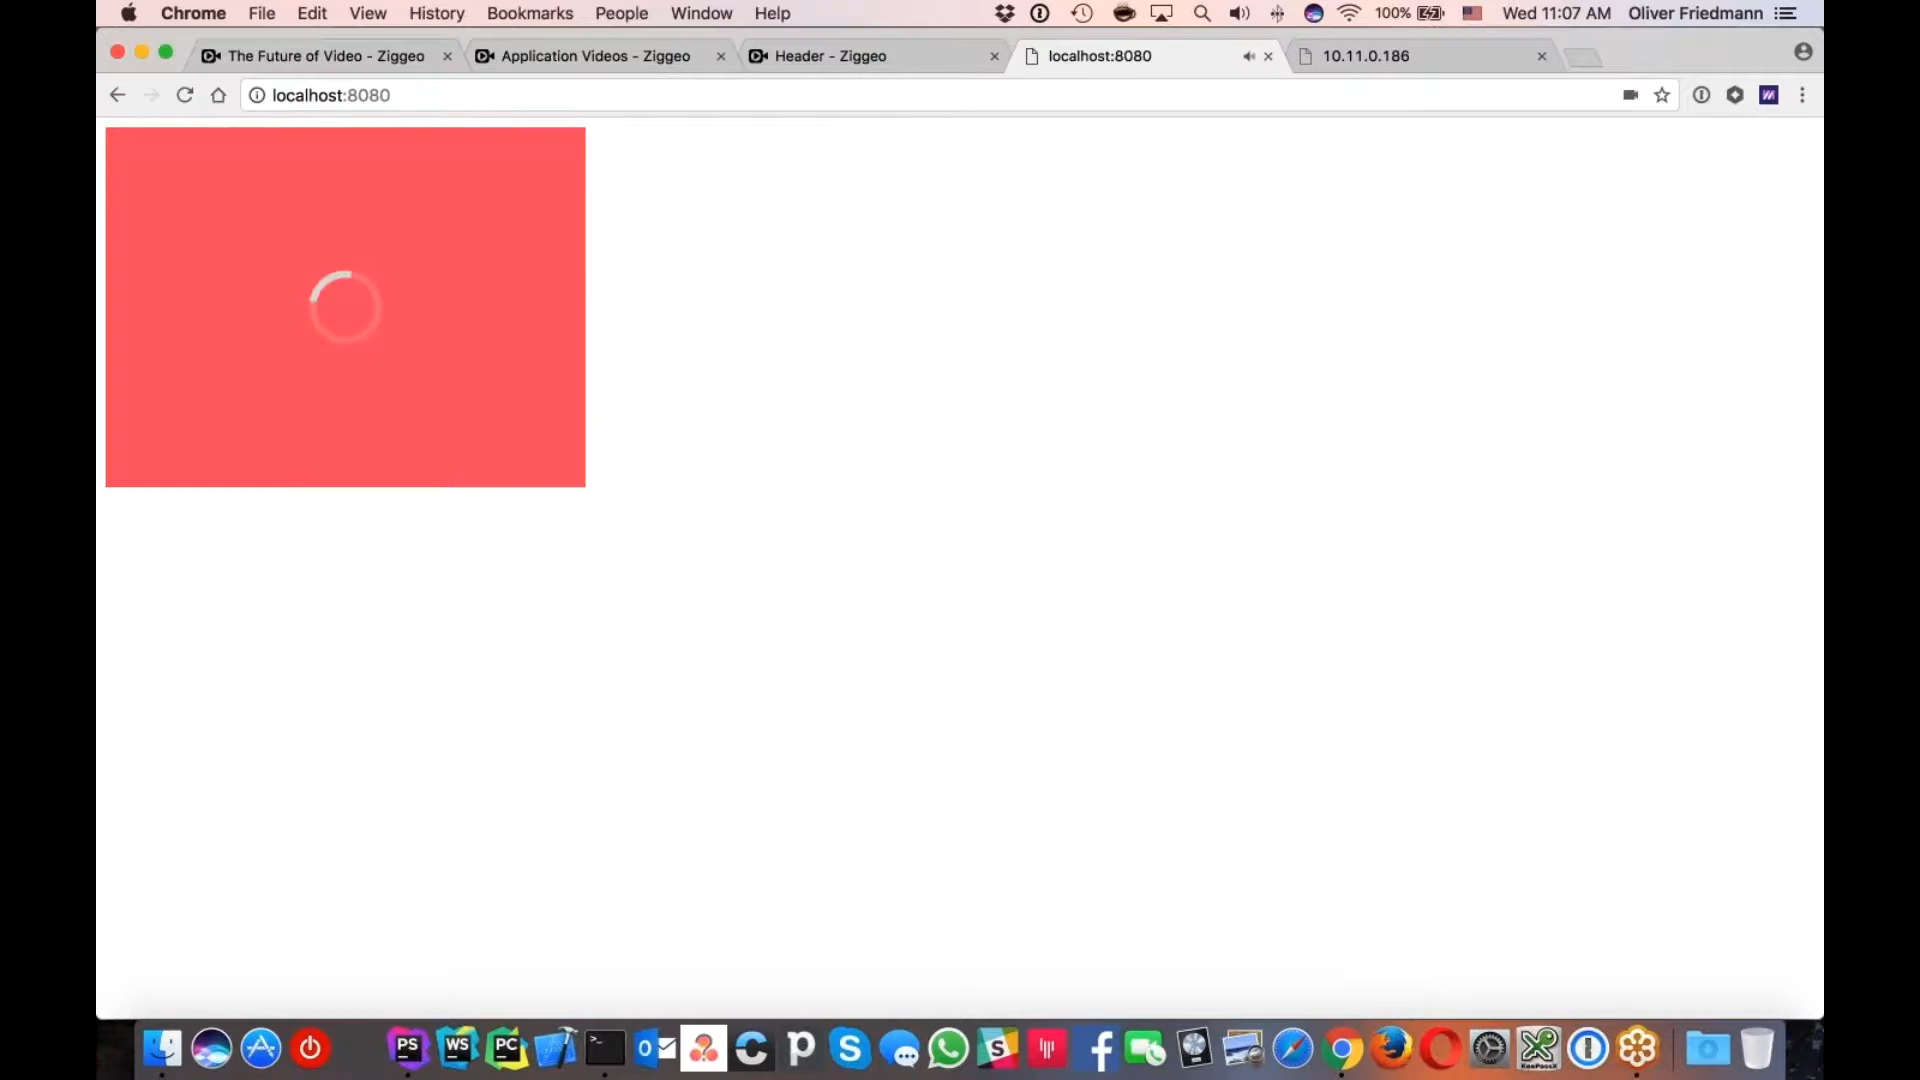 Chrome File Edit View History Bookmarks People Window Help 100% Wed 11:07 AM Oliver Friedmann
The Future of Video - Ziggeo
Application Videos - Ziggeo
Header - Ziggeo
localhost:8080
10.11.0.186
localhost:8080
PS
WS
PC
KeePassX